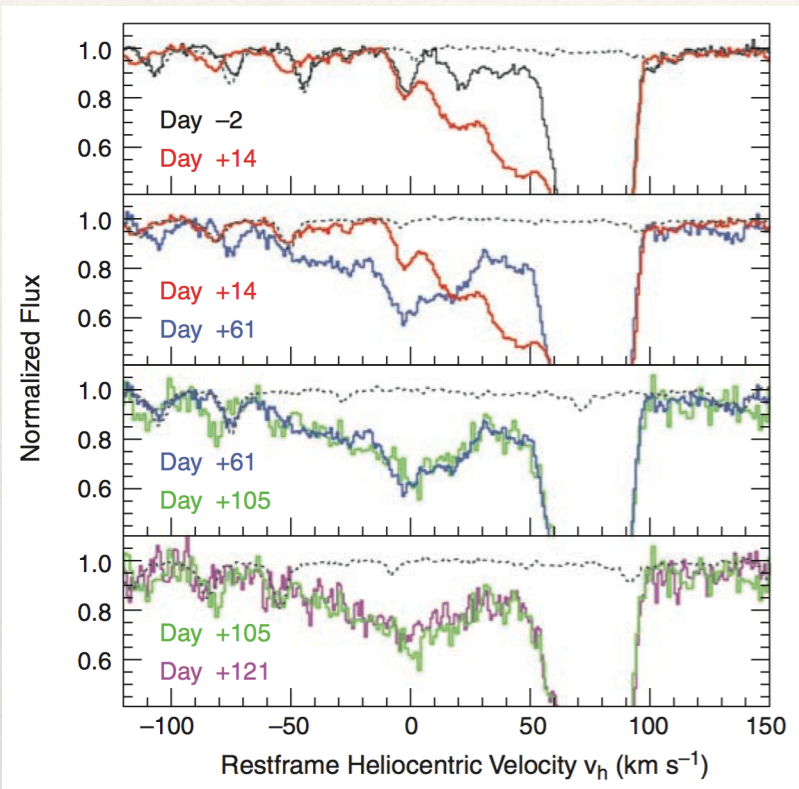 1.0
0.8
0.6
Day –2
Day +14
1.0
0.8
0.6
Day +14
Day +61
1.0
0.8
0.6
Day +61
Day +105
1.0
0.8
0.6
Day +105
Day +121
Normalized Flux
–100 –50 0 50 100 150
Restframe Heliocentric Velocity vₕ (km s⁻¹)